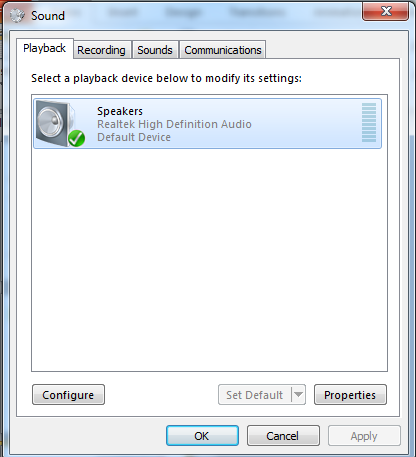 Sound
Playback Recording Sounds Communications
Select a playback device below to modify its settings:
Speakers
Realtek High Definition Audio
Default Device
Configure Set Default Properties
OK Cancel Apply